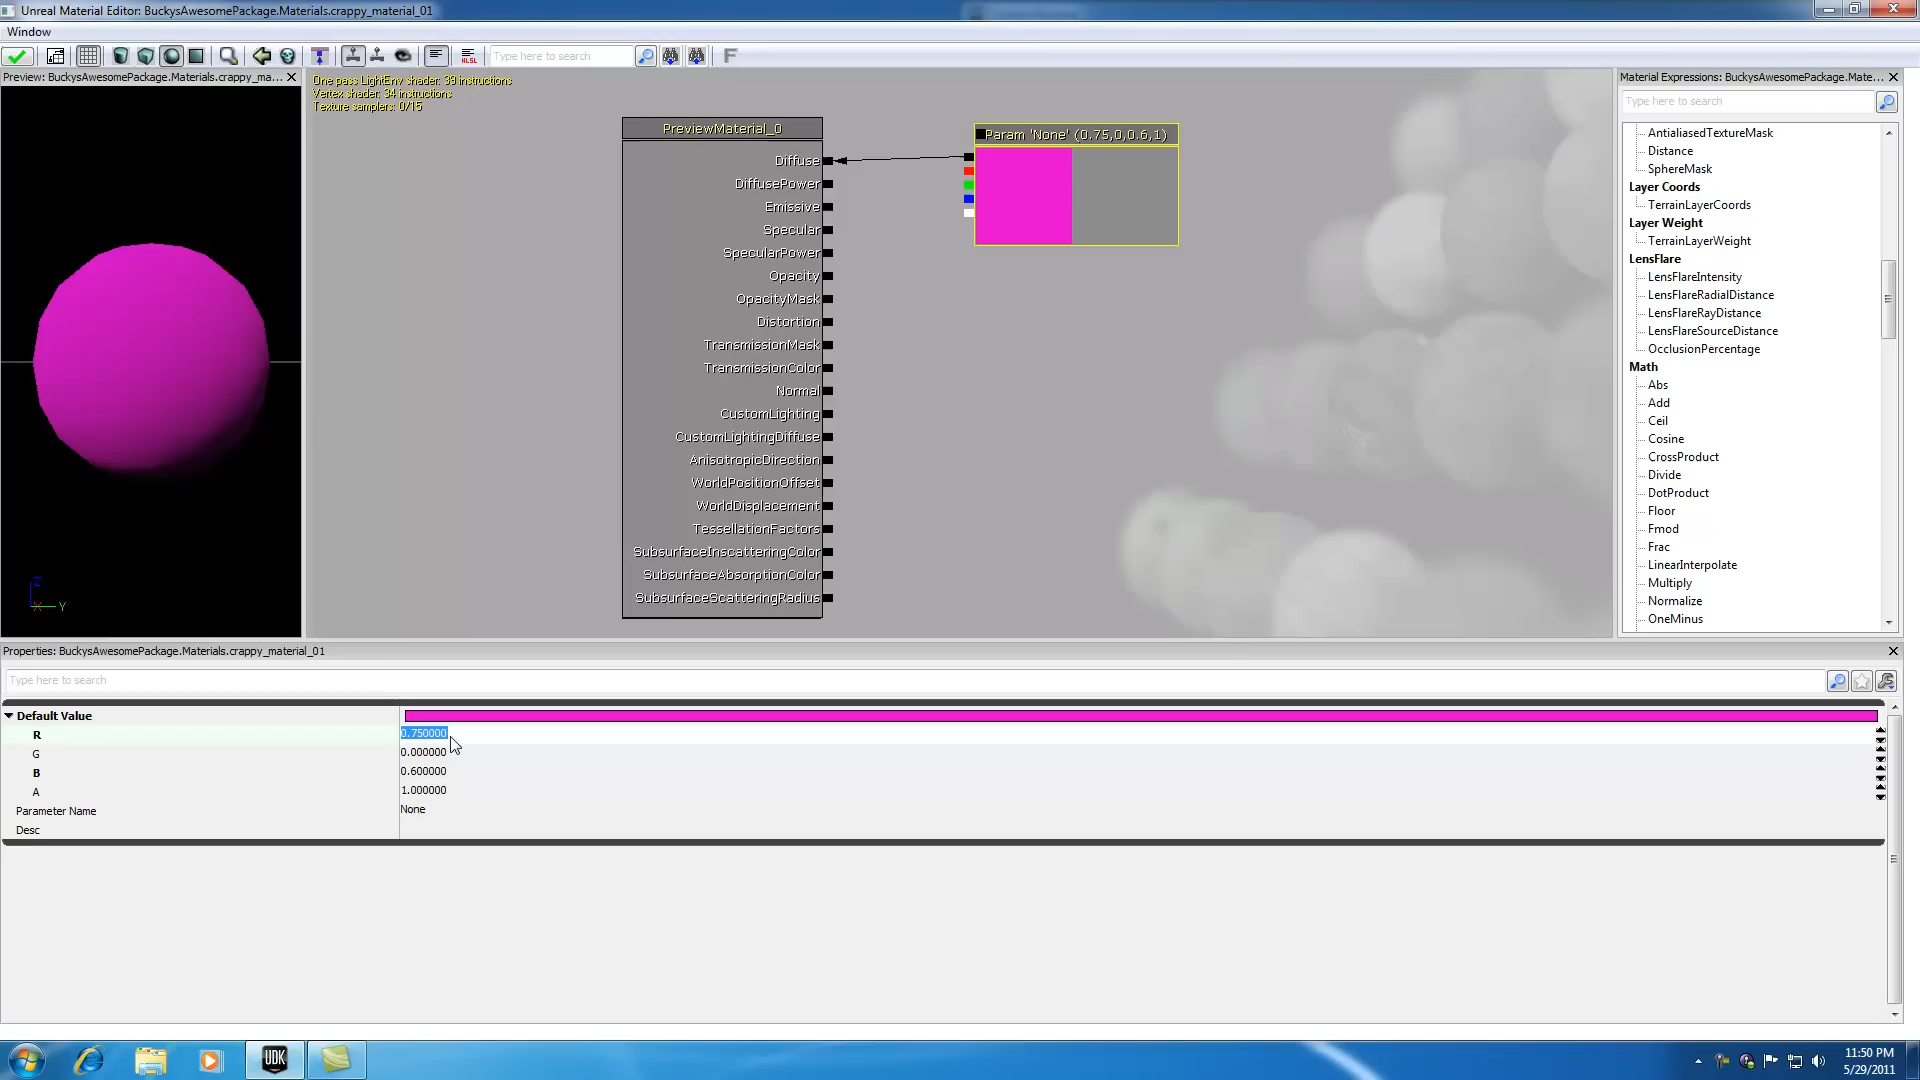 Unreal Material Editor: BuckysAwesomePackage.Materials.crappy_material_01
Window
HLSL
Type here to search
F
Preview: BuckysAwesomePackage.Materials.crappy_ma...
One pass LightEnv shader: 39 instructions
Vertex shader: 34 instructions
Texture samplers: 0/15
PreviewMaterial_0
Diffuse
DiffusePower
Emissive
Specular
SpecularPower
Opacity
OpacityMask
Distortion
TransmissionMask
TransmissionColor
Normal
CustomLighting
CustomLightingDiffuse
AnisotropicDirection
WorldPositionOffset
WorldDisplacement
TessellationFactors
SubsurfaceInscatteringColor
SubsurfaceAbsorptionColor
SubsurfaceScatteringRadius
Param 'None' (0.75,0,0.6,1)
Z
X
Y
Material Expressions: BuckysAwesomePackage.Mate...
Type here to search
AntialiasedTextureMask
Distance
SphereMask
Layer Coords
TerrainLayerCoords
Layer Weight
TerrainLayerWeight
LensFlare
LensFlareIntensity
LensFlareRadialDistance
LensFlareRayDistance
LensFlareSourceDistance
OcclusionPercentage
Math
Abs
Add
Ceil
Cosine
CrossProduct
Divide
DotProduct
Floor
Fmod
Frac
LinearInterpolate
Multiply
Normalize
OneMinus
Properties: BuckysAwesomePackage.Materials.crappy_material_01
Type here to search
Default Value
R 0.750000
G 0.000000
B 0.600000
A 1.000000
Parameter Name None
Desc
UDK
11:50 PM
5/29/2011